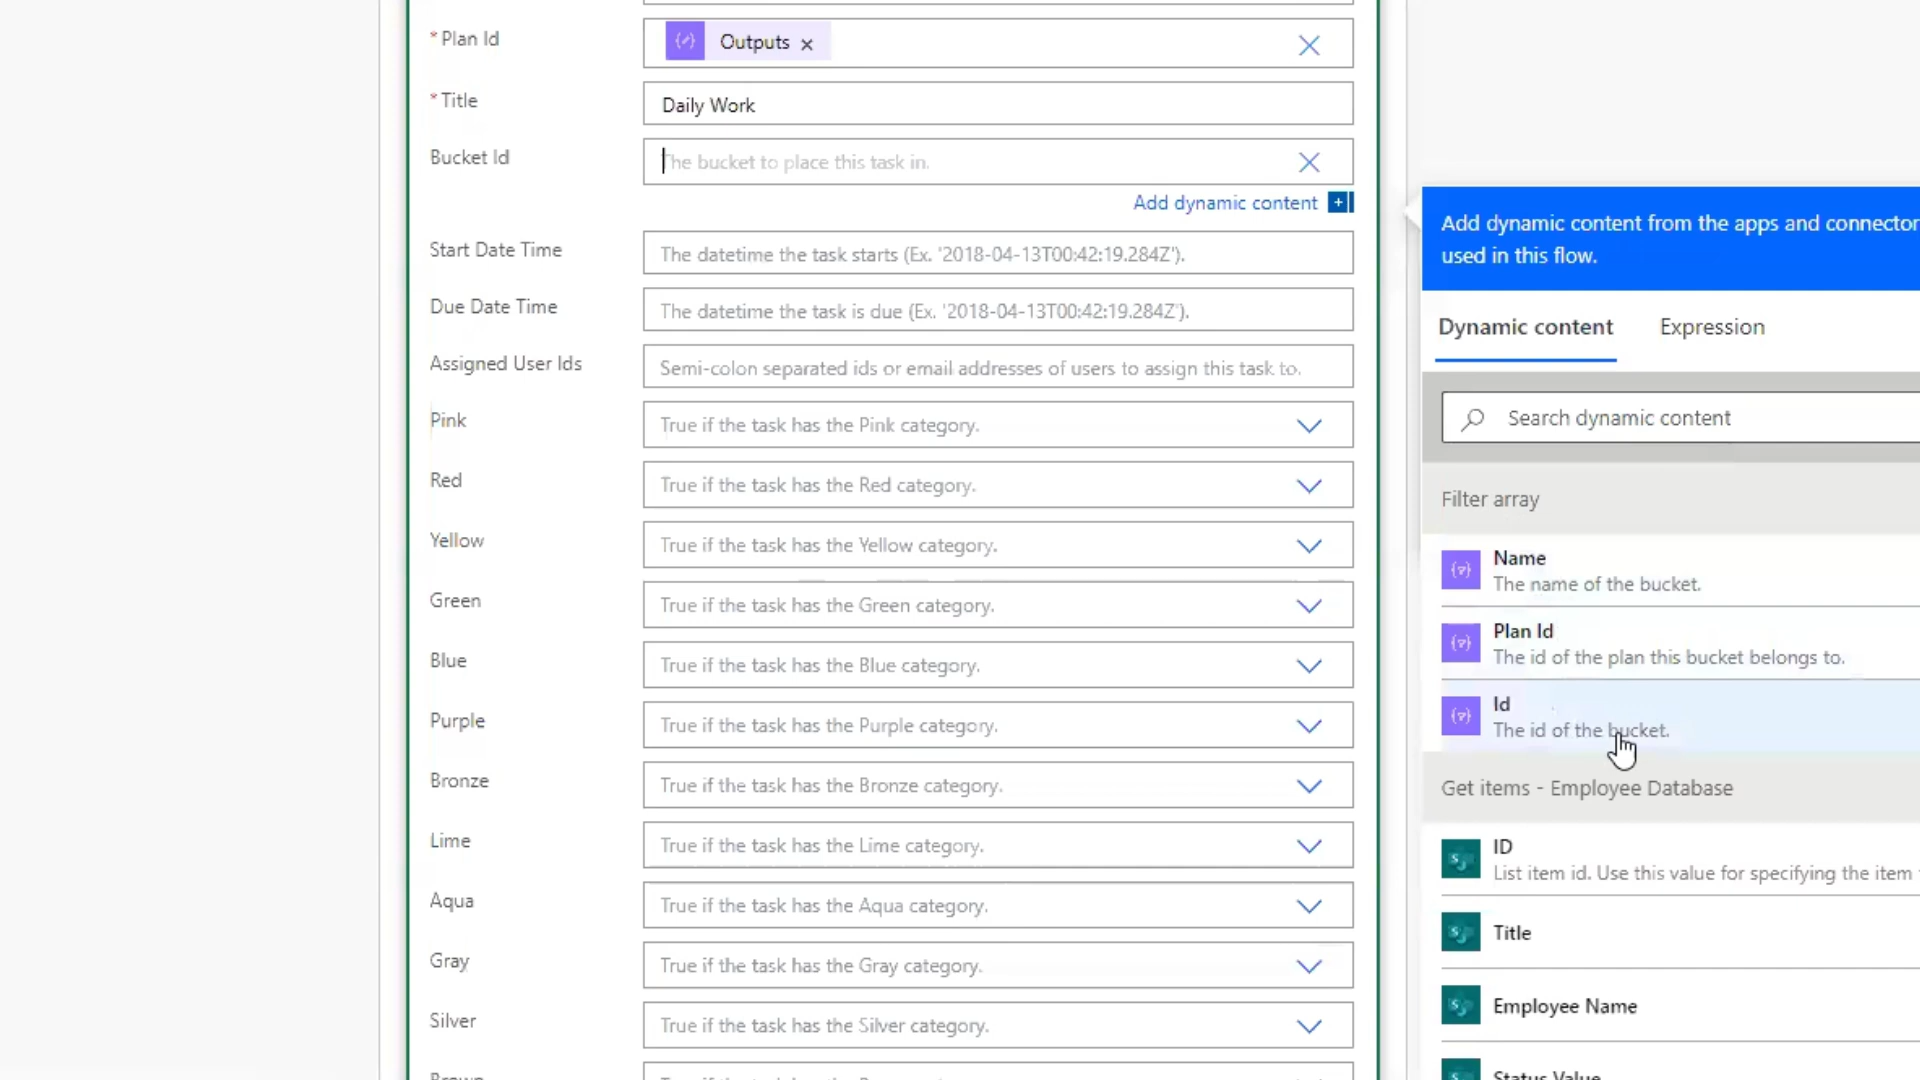 * Plan Id
Outputs ×
* Title
Daily Work
Bucket Id
The bucket to place this task in.
Add dynamic content
Start Date Time
The datetime the task starts (Ex. '2018-04-13T00:42:19.284Z').
Due Date Time
The datetime the task is due (Ex. '2018-04-13T00:42:19.284Z').
Assigned User Ids
Semi-colon separated ids or email addresses of users to assign this task to.
Pink
True if the task has the Pink category.
Red
True if the task has the Red category.
Yellow
True if the task has the Yellow category.
Green
True if the task has the Green category.
Blue
True if the task has the Blue category.
Purple
True if the task has the Purple category.
Bronze
True if the task has the Bronze category.
Lime
True if the task has the Lime category.
Aqua
True if the task has the Aqua category.
Gray
True if the task has the Gray category.
Silver
True if the task has the Silver category.
Add dynamic content from the apps and connector
used in this flow.
Dynamic content
Expression
Search dynamic content
Filter array
Name
The name of the bucket.
Plan Id
The id of the plan this bucket belongs to.
Id
The id of the bucket.
Get items - Employee Database
ID
List item id. Use this value for specifying the item
Title
Employee Name
Status Value